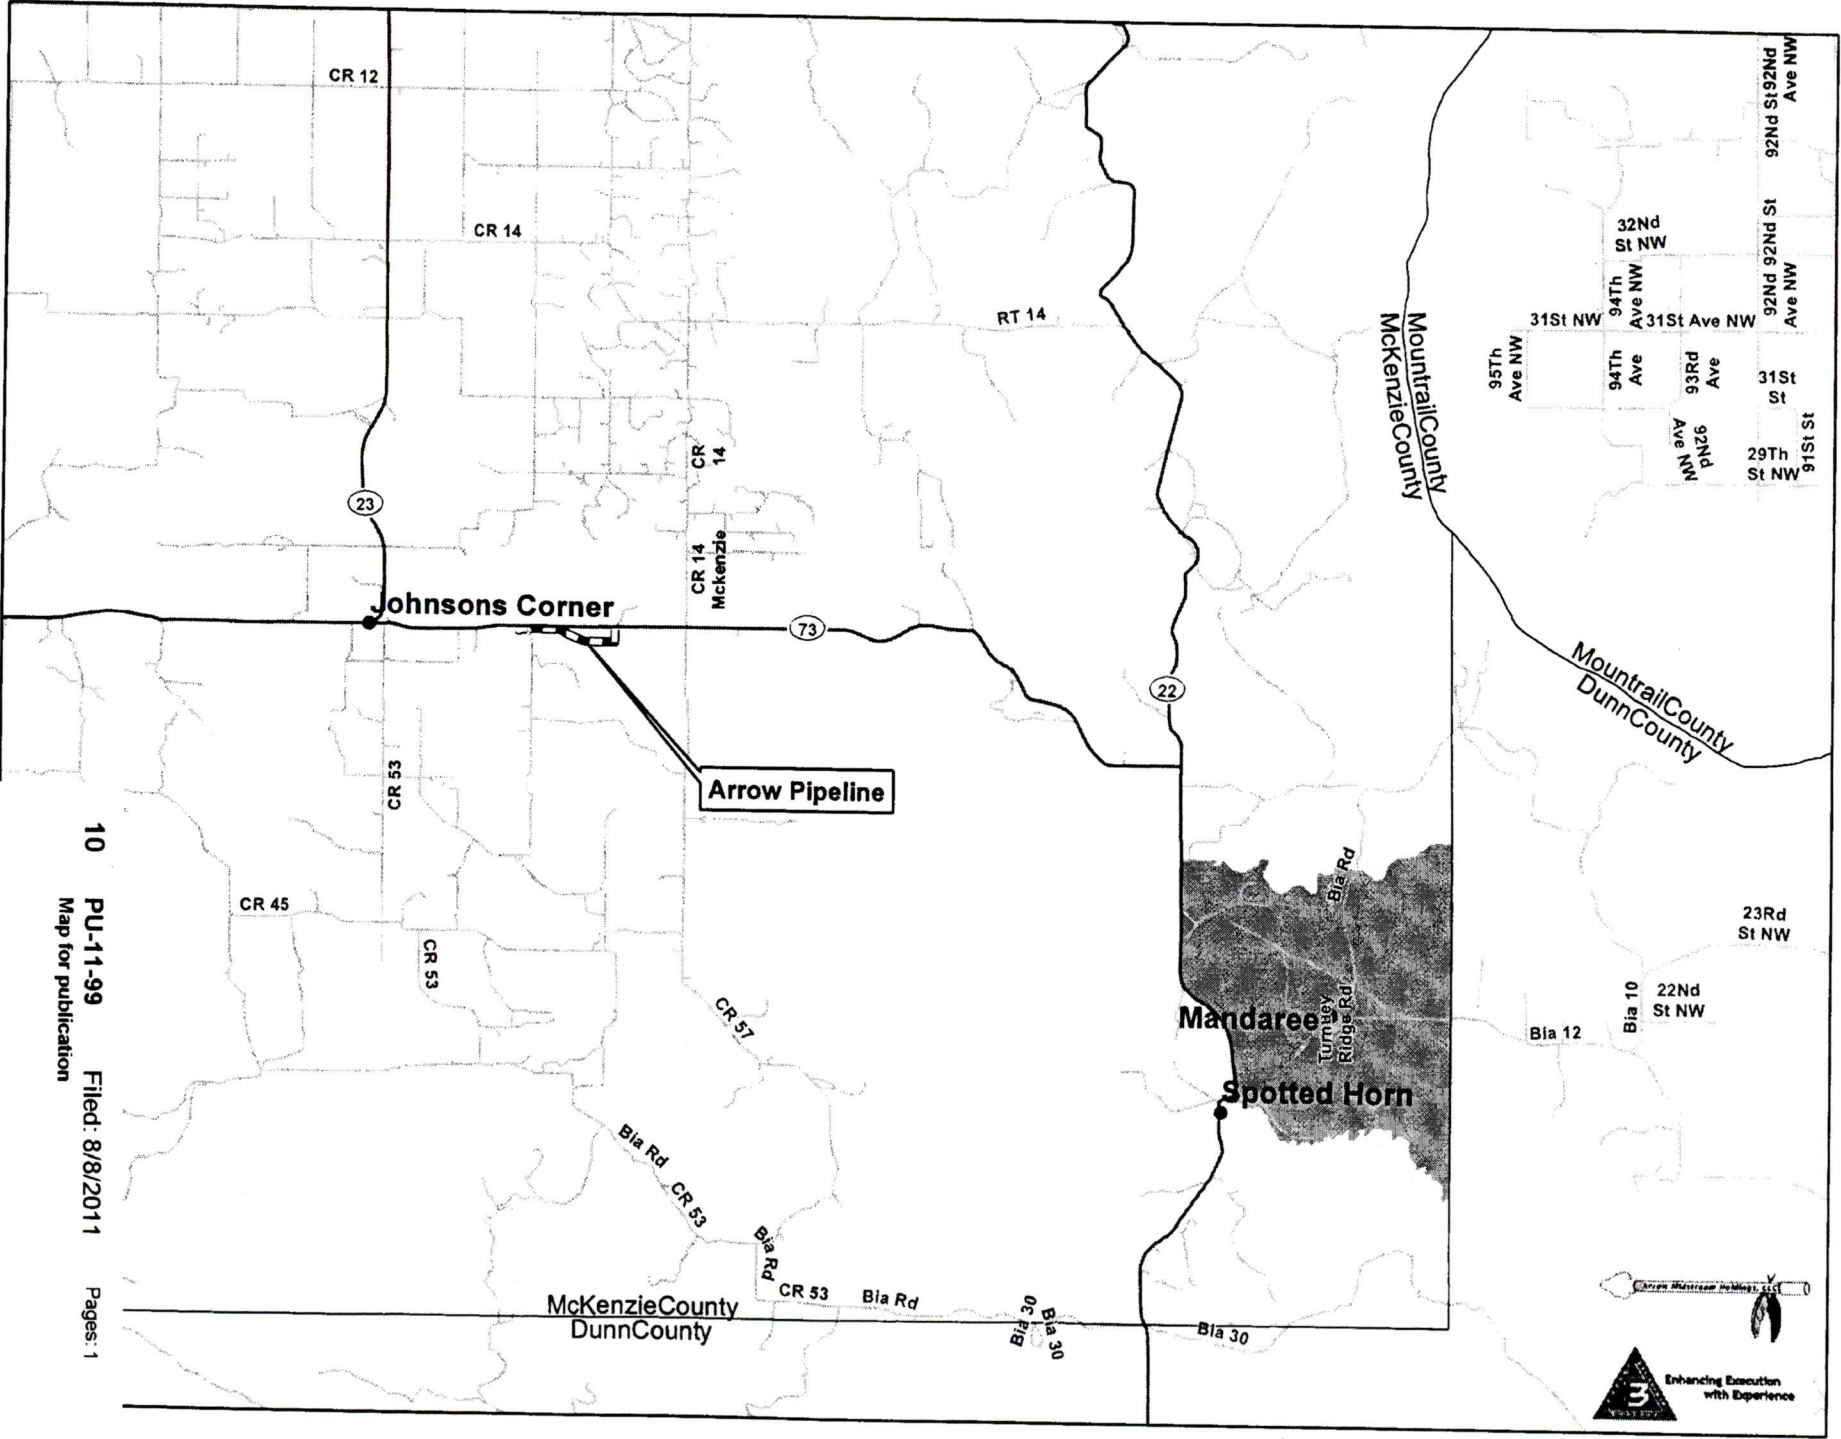 CR 12
CR 14
RT 14
CR
14
CR 14
Mckenzie
23
Johnsons Corner
73
22
Arrow Pipeline
CR 53
CR 45
CR 53
CR 57
Bia Rd
CR 53
Bia Rd
CR 53
Bia Rd
McKenzieCounty
DunnCounty
Bia 30
Bia 30
Bia 30
MountrailCounty
McKenzieCounty
MountrailCounty
DunnCounty
92Nd St
92Nd
Ave NW
92Nd St
32Nd
St NW
94Th
Ave NW
92Nd
Ave NW
31St NW
31St Ave NW
95Th
Ave NW
94Th
Ave
93Rd
Ave
31St
St
92Nd
Ave NW
29Th
St NW
91St St
Bia Rd
Mandaree
Ridge Rd
Spotted Horn
23Rd
St NW
22Nd
St NW
Bia 10
Bia 12
Arrow Midstream Holdings, LLC
3
Enhancing Execution
with Experience
10 PU-11-99 Filed: 8/8/2011 Pages: 1
Map for publication